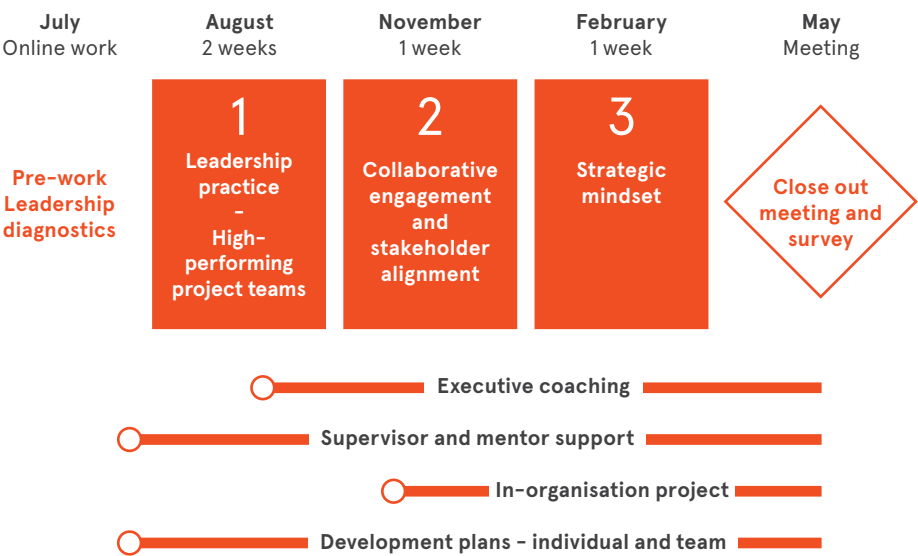 July
Online work
August
2 weeks
November
1 week
February
1 week
May
Meeting
Pre-work
Leadership
diagnostics
1
Leadership
practice
-
High-
performing
project teams
2
Collaborative
engagement
and
stakeholder
alignment
3
Strategic
mindset
Close out
meeting and
survey
Executive coaching
Supervisor and mentor support
In-organisation project
Development plans - individual and team